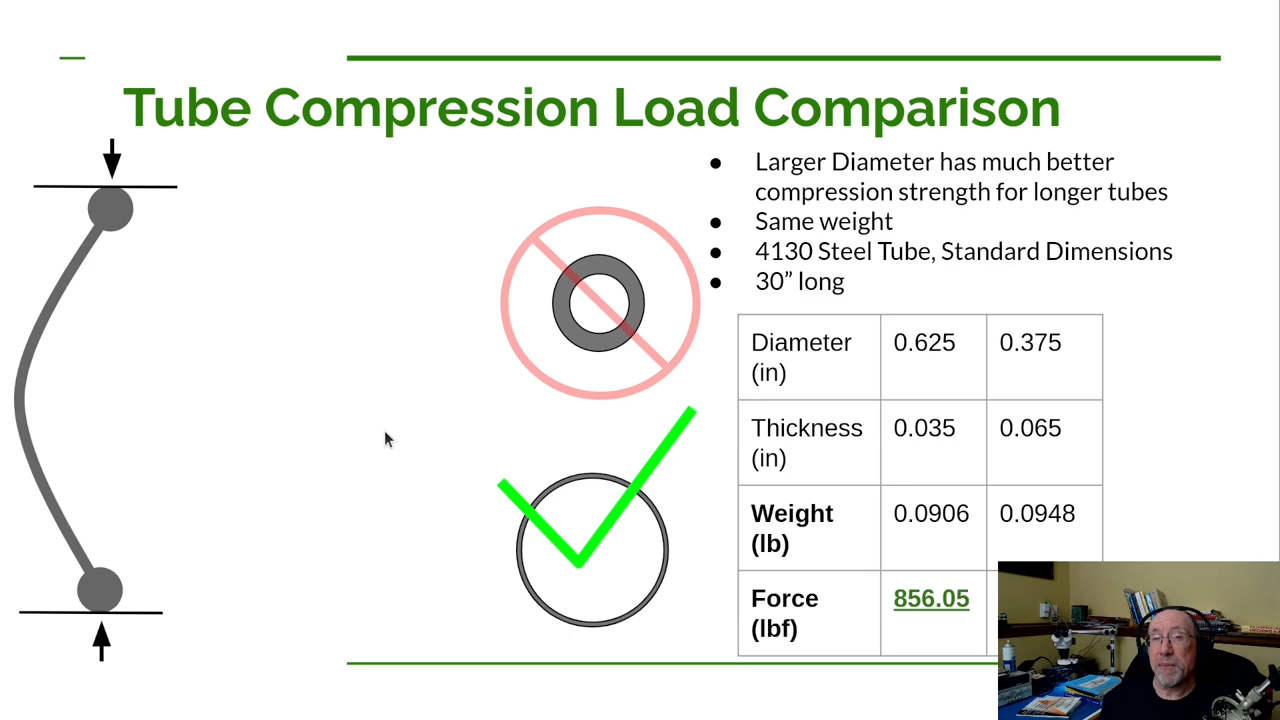 Tube Compression Load Comparison
● Larger Diameter has much better
compression strength for longer tubes
● Same weight
● 4130 Steel Tube, Standard Dimensions
● 30” long
Diameter (in) 0.625 0.375
Thickness (in) 0.035 0.065
Weight (lb) 0.0906 0.0948
Force (lbf) 856.05